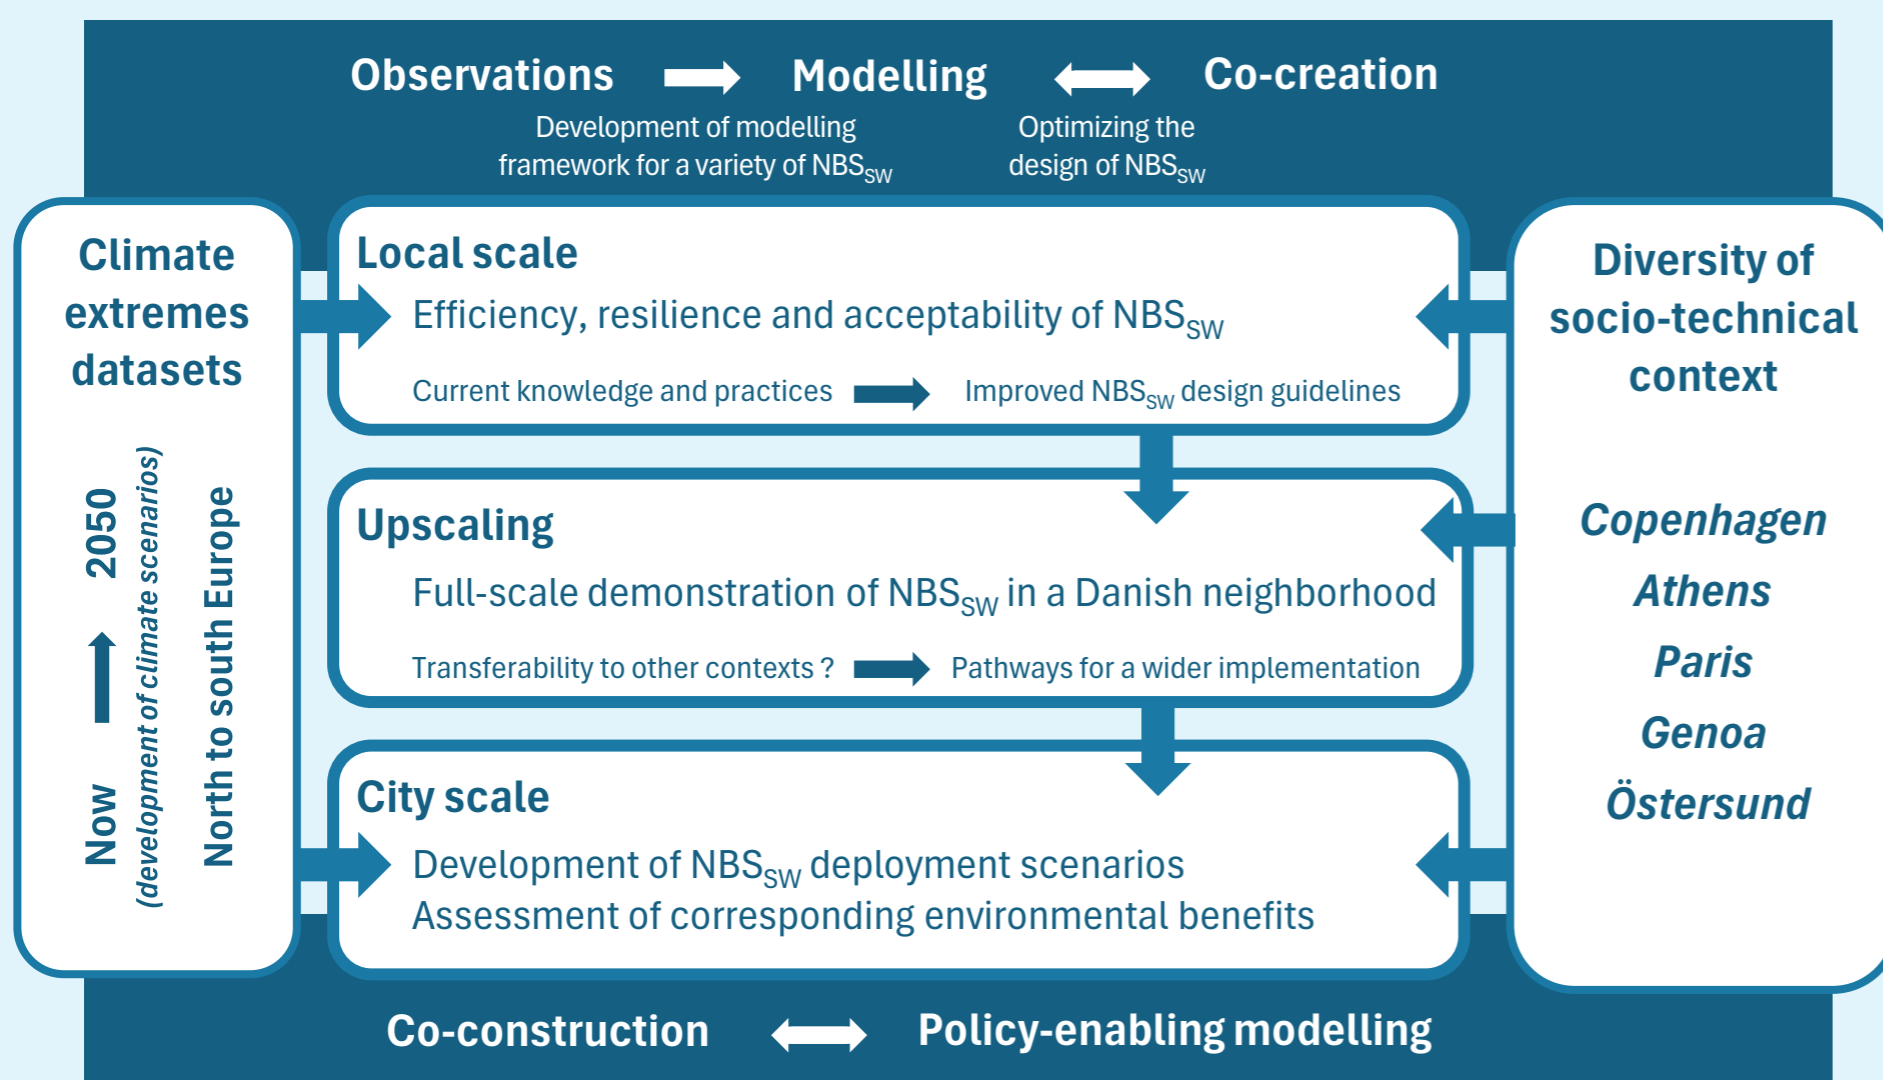 Observations Modelling Co-creation
Development of modelling
framework for a variety of NBSSW
Optimizing the
design of NBSSW
Climate
extremes
datasets
Now 2050
(development of climate scenarios)
North to south Europe
Local scale
Efficiency, resilience and acceptability of NBSSW
Current knowledge and practices Improved NBSSW design guidelines
Upscaling
Full-scale demonstration of NBSSW in a Danish neighborhood
Transferability to other contexts ? Pathways for a wider implementation
City scale
Development of NBSSW deployment scenarios
Assessment of corresponding environmental benefits
Diversity of
socio-technical
context
Copenhagen
Athens
Paris
Genoa
Östersund
Co-construction Policy-enabling modelling